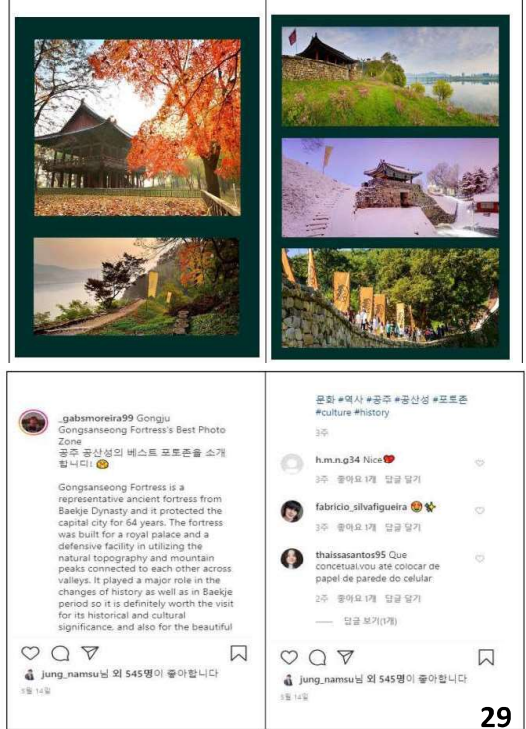 _gabsmoreira99 Gongju
Gongsanseong Fortress's Best Photo
Zone
공주 공산성의 베스트 포토존을 소개
합니다!
Gongsanseong Fortress is a
representative ancient fortress from
Baekje Dynasty and it protected the
capital city for 64 years. The fortress
was built for a royal palace and a
defensive facility in utilizing the
natural topography and mountain
peaks connected to each other across
valleys. It played a major role in the
changes of history as well as in Baekje
period so it is definitely worth the visit
for its historical and cultural
significance, and also for the beautiful
jung_namsu님 외 545명이 좋아합니다
5월 14일
문화 #역사 #공주 #공산성 #포토존
#culture #history
3주
h.m.n.g34 Nice
3주 좋아요 1개 답글 달기
fabricio_silvafigueira
3주 좋아요 1개 답글 달기
thaissasantos95 Que
concetual,vou até colocar de
papel de parede do celular
2주 좋아요 1개 답글 달기
답글 보기(1개)
jung_namsu님 외 545명이 좋아합니다
5월 14일
29